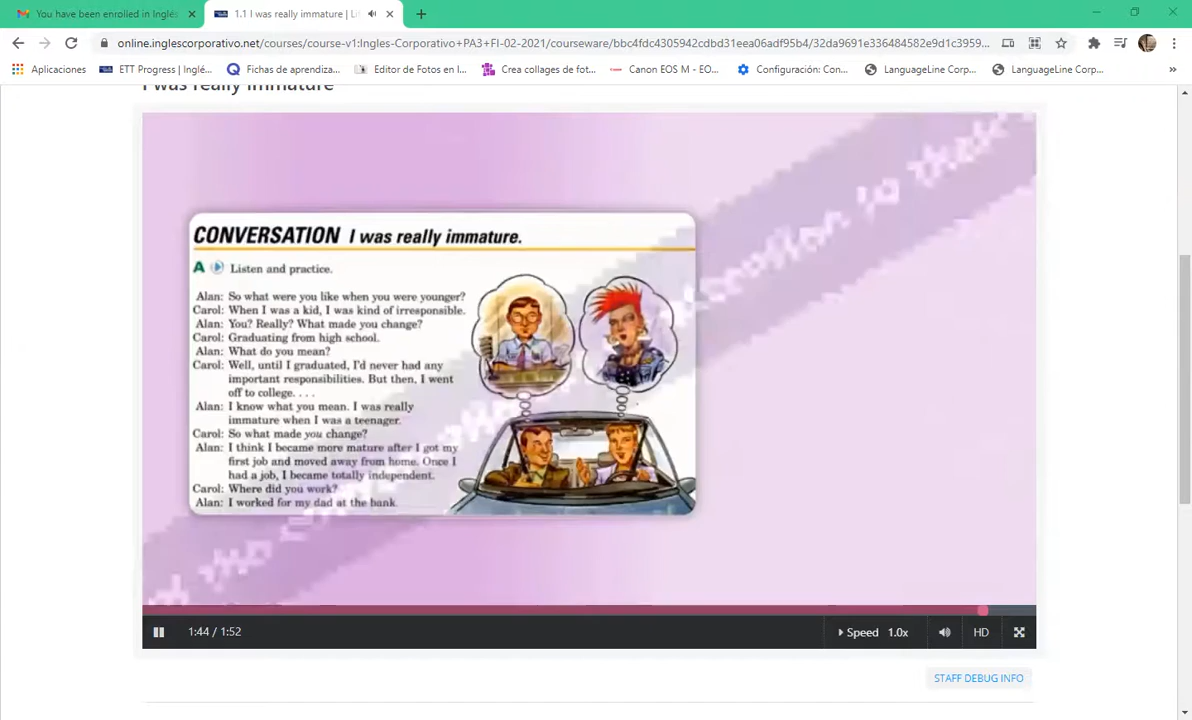 You have been enrolled in Inglés
1.1 I was really immature | Li
online.inglescorporativo.net/courses/course-v1:Ingles-Corporativo+PA3+FI-02-2021/courseware/bbc4fdc4305942cdbd31eea06adf95b4/32da9691e336484582e9d1c3959...
Aplicaciones
ETT Progress | Inglé...
Fichas de aprendiza...
Editor de Fotos en l...
Crea collages de fot...
Canon EOS M - EO...
Configuración: Con...
LanguageLine Corp...
LanguageLine Corp...
»
I was really immature
CONVERSATION I was really immature.
A Listen and practice.
Alan: So what were you like when you were younger?
Carol: When I was a kid, I was kind of irresponsible.
Alan: You? Really? What made you change?
Carol: Graduating from high school.
Alan: What do you mean?
Carol: Well, until I graduated, I'd never had any
important responsibilities. But then, I went
off to college. . . .
Alan: I know what you mean. I was really
immature when I was a teenager.
Carol: So what made you change?
Alan: I think I became more mature after I got my
first job and moved away from home. Once I
had a job, I became totally independent.
Carol: Where did you work?
Alan: I worked for my dad at the bank.
1:44 / 1:52
Speed 1.0x
HD
STAFF DEBUG INFO